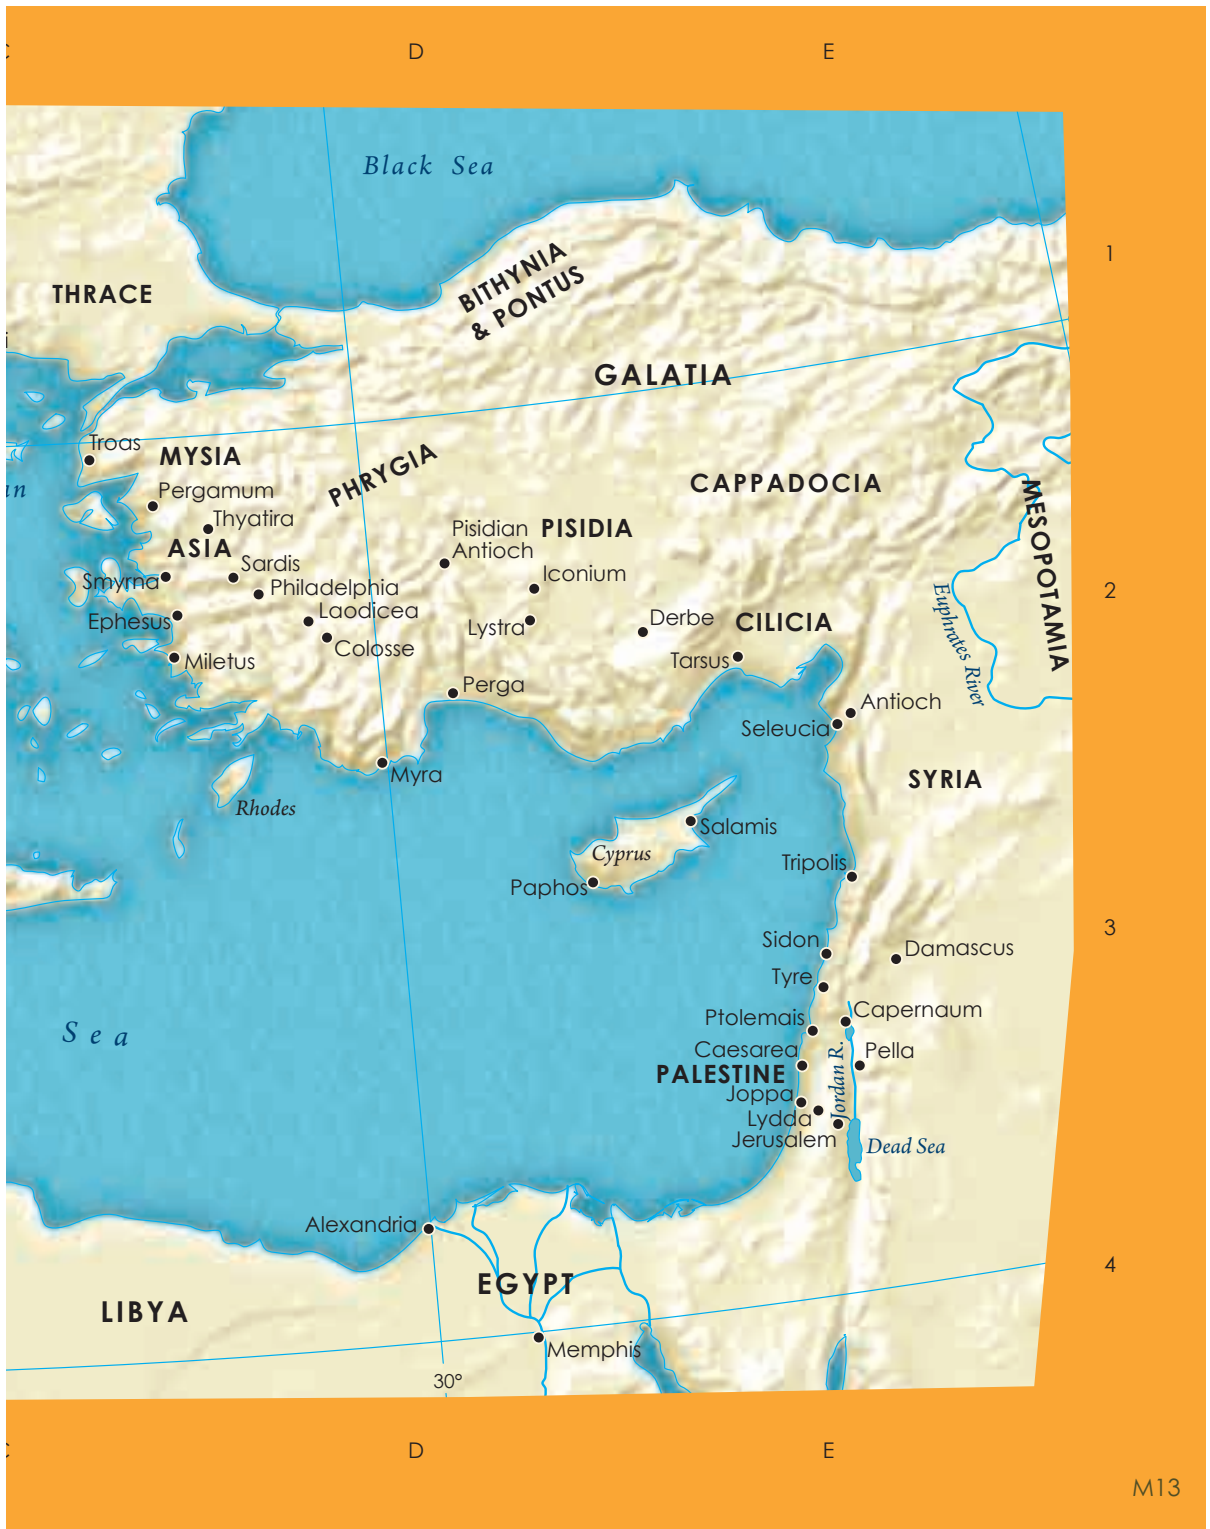 D
E
Black Sea
1
BITHYNIA
& PONTUS
THRACE
GALATIA
Troas
MYSIA
PHRYGIA
CAPPADOCIA
MESOPOTAMIA
Pergamum
Thyatira
Pisidian
Antioch
PISIDIA
ASIA
Sardis
Iconium
Smyrna
Philadelphia
2
Euphrates River
Laodicea
Ephesus
Derbe
CILICIA
Lystra
Colosse
Miletus
Tarsus
Perga
Antioch
Seleucia
Myra
SYRIA
Rhodes
Salamis
Cyprus
Tripolis
Paphos
3
Sidon
Damascus
Tyre
Capernaum
Ptolemais
Sea
Caesarea
Pella
Jordan R.
PALESTINE
Joppa
Lydda
Jerusalem
Dead Sea
Alexandria
4
EGYPT
LIBYA
Memphis
30°
D
E
M13